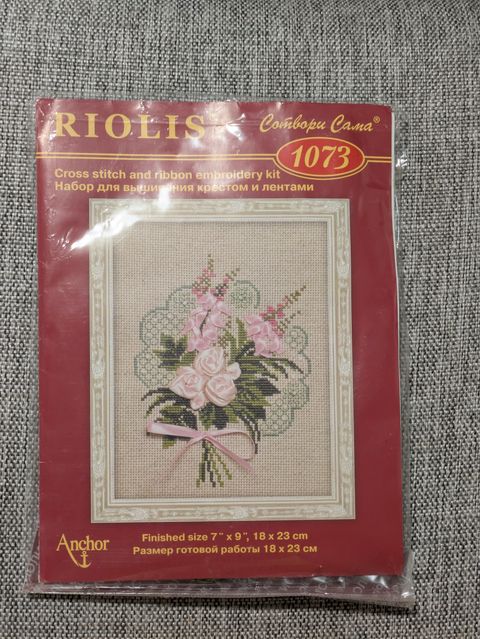 RIOLIS
Сотвори Сама®
1073
Cross stitch and ribbon embroidery kit
Набор для вышивания крестом и лентами
Finished size 7" x 9", 18 x 23 cm
Размер готовой работы 18 x 23 см
Anchor